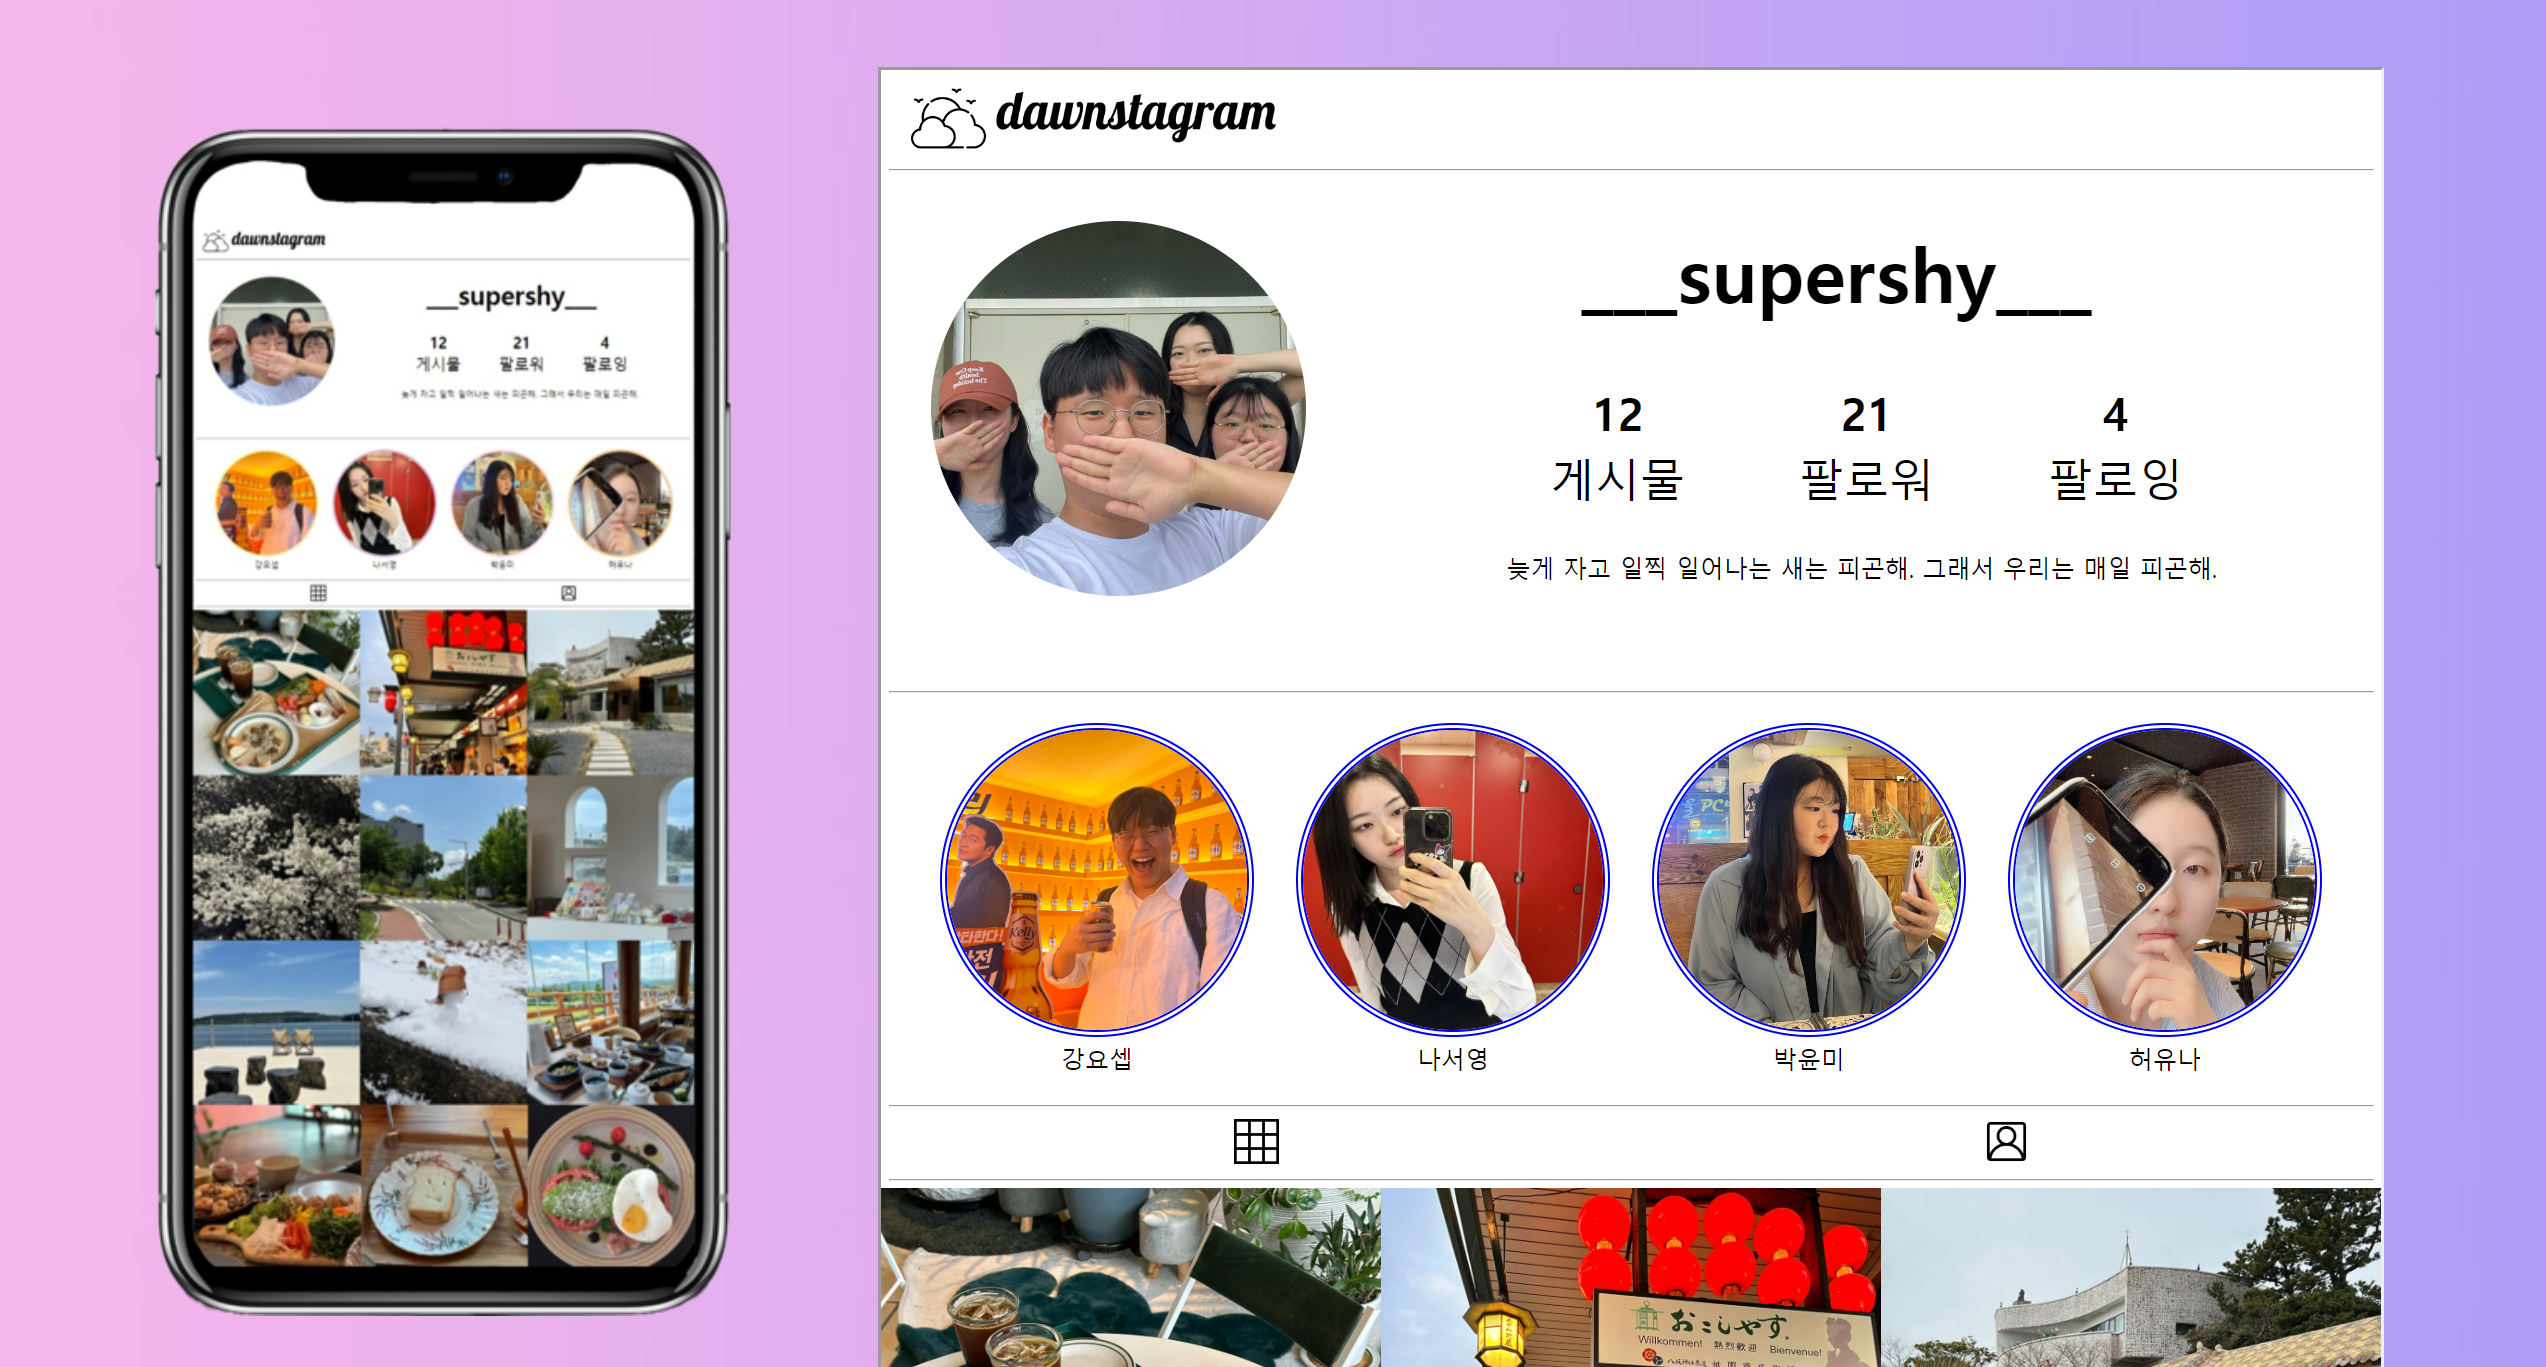 dawnstagram
___supershy___
12 21 4
게시물 팔로워 팔로잉
늦게 자고 일찍 일어나는 새는 피곤해. 그래서 우리는 매일 피곤해.
강요셉 나서영 박윤미 허유나
dawnstagram
___supershy___
12 21 4
게시물 팔로워 팔로잉
늦게 자고 일찍 일어나는 새는 피곤해. 그래서 우리는 매일 피곤해.
PC
Kelly
강요셉 나서영 박윤미 허유나
おこしやす
Willkommen! 熱烈歓迎 Bienvenue!